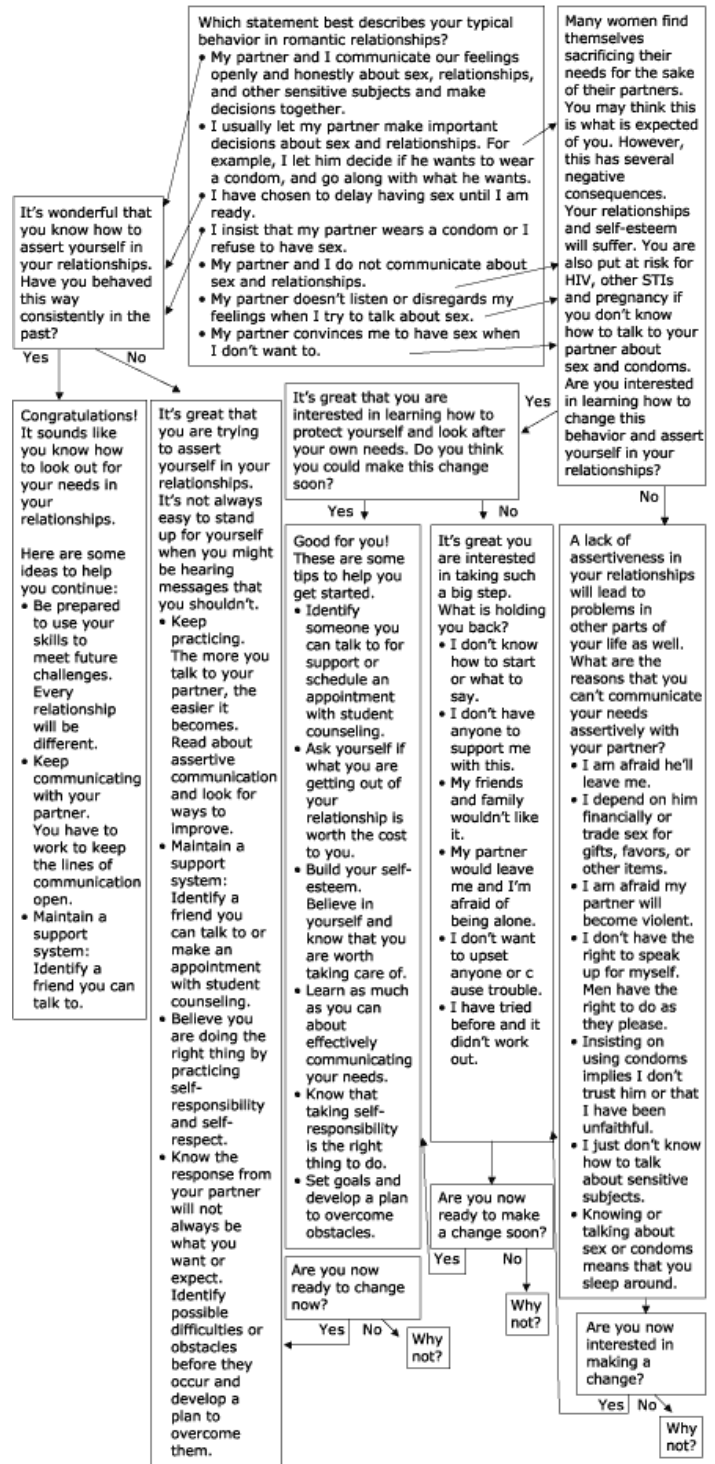 Which statement best describes your typical
behavior in romantic relationships?
• My partner and I communicate our feelings
openly and honestly about sex, relationships,
and other sensitive subjects and make
decisions together.
• I usually let my partner make important
decisions about sex and relationships. For
example, I let him decide if he wants to wear
a condom, and go along with what he wants.
• I have chosen to delay having sex until I am
ready.
• I insist that my partner wears a condom or I
refuse to have sex.
• My partner and I do not communicate about
sex and relationships.
• My partner doesn't listen or disregards my
feelings when I try to talk about sex.
• My partner convinces me to have sex when
I don't want to.
Many women find
themselves
sacrificing their
needs for the sake
of their partners.
You may think this
is what is expected
of you. However,
this has several
negative
consequences.
Your relationships
and self-esteem
will suffer. You are
also put at risk for
HIV, other STIs
and pregnancy if
you don't know
how to talk to your
partner about
sex and condoms.
Are you interested
in learning how to
change this
behavior and assert
yourself in your
relationships?
It's wonderful that
you know how to
assert yourself in
your relationships.
Have you behaved
this way
consistently in the
past?
Yes
No
Congratulations!
It sounds like
you know how
to look out for
your needs in
your
relationships.
Here are some
ideas to help
you continue:
• Be prepared
to use your
skills to
meet future
challenges.
Every
relationship
will be
different.
• Keep
communicating
with your
partner.
You have to
work to keep
the lines of
communication
open.
• Maintain a
support
system:
Identify a
friend you can
talk to.
It's great that
you are trying
to assert
yourself in your
relationships.
It's not always
easy to stand
up for yourself
when you might
be hearing
messages that
you shouldn't.
• Keep
practicing.
The more you
talk to your
partner, the
easier it
becomes.
Read about
assertive
communication
and look for
ways to
improve.
• Maintain a
support
system:
Identify a
friend you
can talk to or
make an
appointment
with student
counseling.
• Believe you
are doing the
right thing by
practicing
self-
responsibility
and self-
respect.
• Know the
response from
your partner
will not
always be
what you
want or
expect.
Identify
possible
difficulties or
obstacles
before they
occur and
develop a
plan to
overcome
them.
It's great that you are
interested in learning how to
protect yourself and look after
your own needs. Do you think
you could make this change
soon?
Yes
Yes
No
Good for you!
These are some
tips to help you
get started.
• Identify
someone you
can talk to for
support or
schedule an
appointment
with student
counseling.
• Ask yourself if
what you are
getting out of
your
relationship is
worth the cost
to you.
• Build your self-
esteem.
Believe in
yourself and
know that you
are worth
taking care of.
• Learn as much
as you can
about
effectively
communicating
your needs.
• Know that
taking self-
responsibility
is the right
thing to do.
• Set goals and
develop a plan
to overcome
obstacles.
Are you now
ready to change
now?
Yes
No
Why
not?
It's great you
are interested
in taking such
a big step.
What is holding
you back?
• I don't know
how to start
or what to
say.
• I don't have
anyone to
support me
with this.
• My friends
and family
wouldn't like
it.
• My partner
would leave
me and I'm
afraid of
being alone.
• I don't want
to upset
anyone or c
ause trouble.
• I have tried
before and it
didn't work
out.
Are you now
ready to make
a change soon?
Yes
No
Why
not?
No
A lack of
assertiveness in
your relationships
will lead to
problems in
other parts of
your life as well.
What are the
reasons that you
can't communicate
your needs
assertively with
your partner?
• I am afraid he'll
leave me.
• I depend on him
financially or
trade sex for
gifts, favors, or
other items.
• I am afraid my
partner will
become violent.
• I don't have the
right to speak
up for myself.
Men have the
right to do as
they please.
• Insisting on
using condoms
implies I don't
trust him or that
I have been
unfaithful.
• I just don't know
how to talk
about sensitive
subjects.
• Knowing or
talking about
sex or condoms
means that you
sleep around.
Are you now
interested in
making a
change?
Yes
No
Why
not?